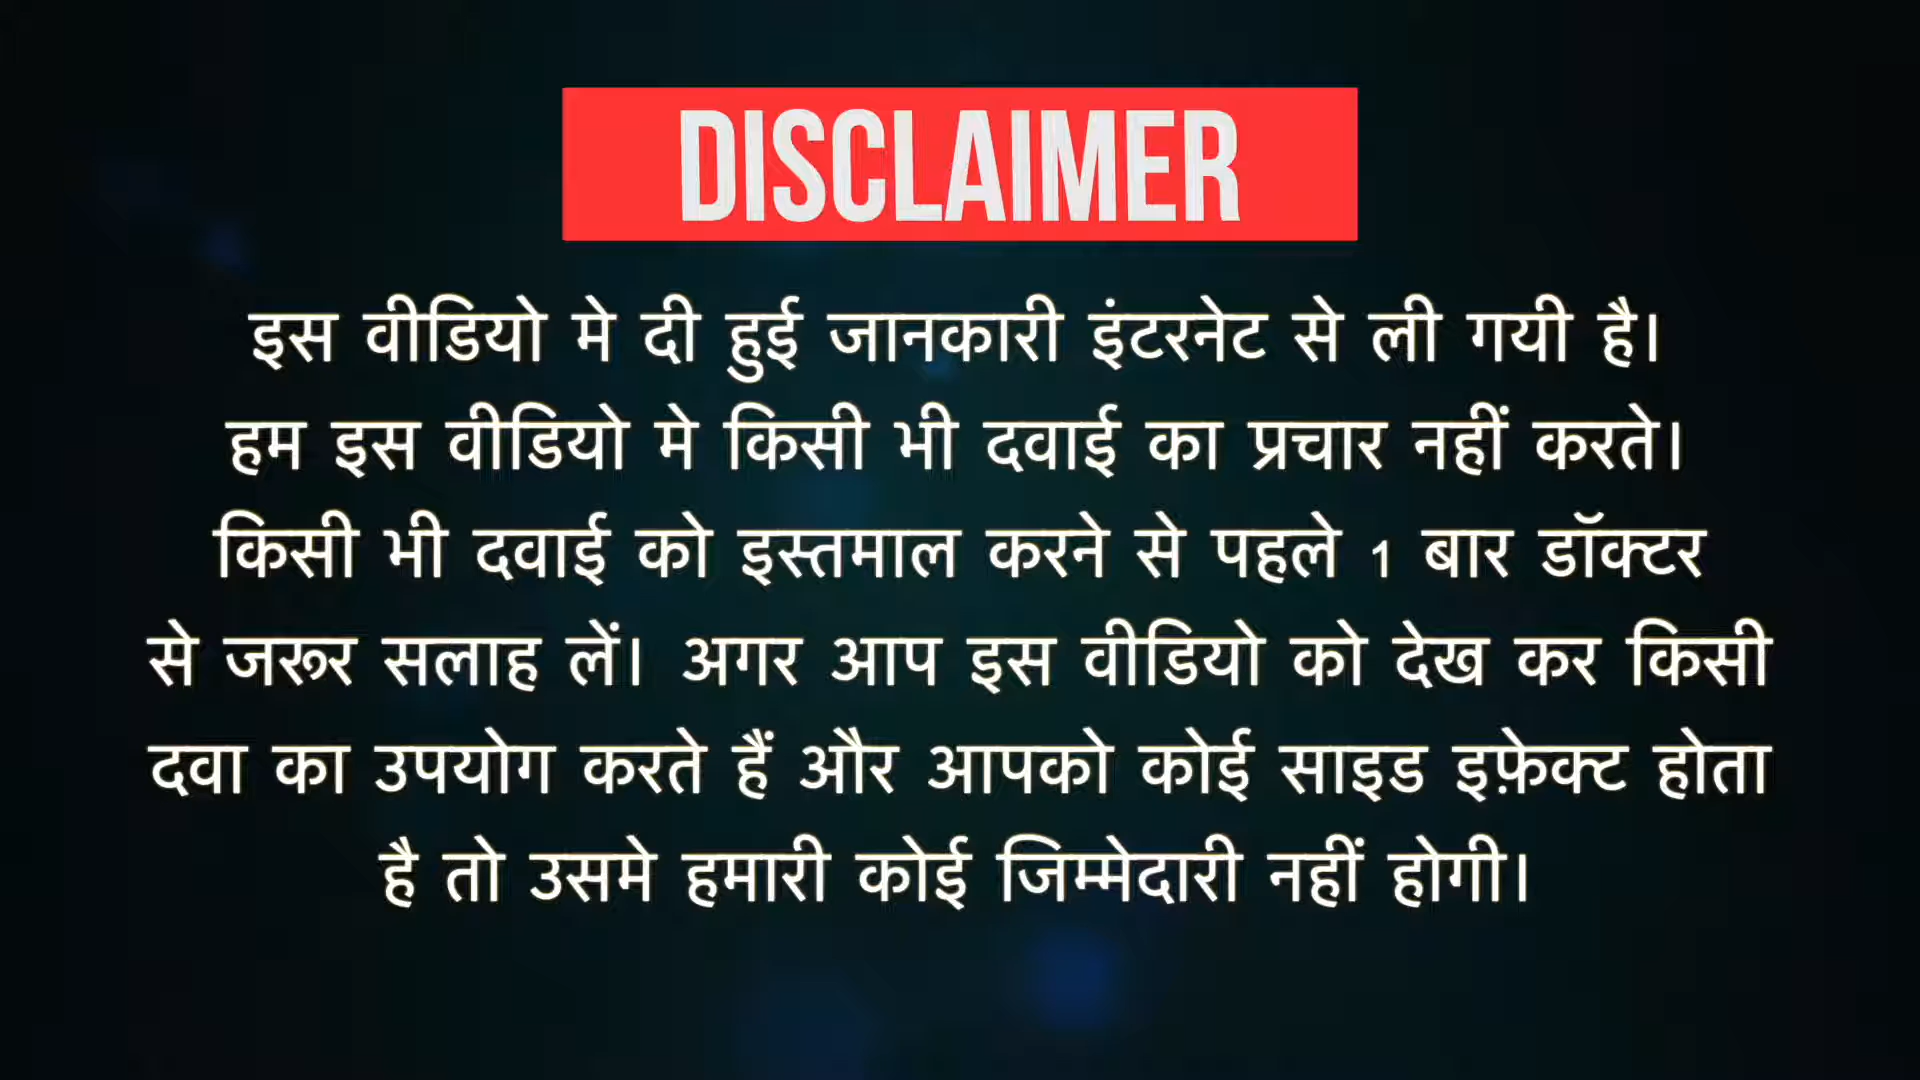 DISCLAIMER
इस वीडियो मे दी हुई जानकारी इंटरनेट से ली गयी है।
हम इस वीडियो मे किसी भी दवाई का प्रचार नहीं करते।
किसी भी दवाई को इस्तमाल करने से पहले 1 बार डॉक्टर
से जरूर सलाह लें। अगर आप इस वीडियो को देख कर किसी
दवा का उपयोग करते हैं और आपको कोई साइड इफ़ेक्ट होता
है तो उसमे हमारी कोई जिम्मेदारी नहीं होगी।